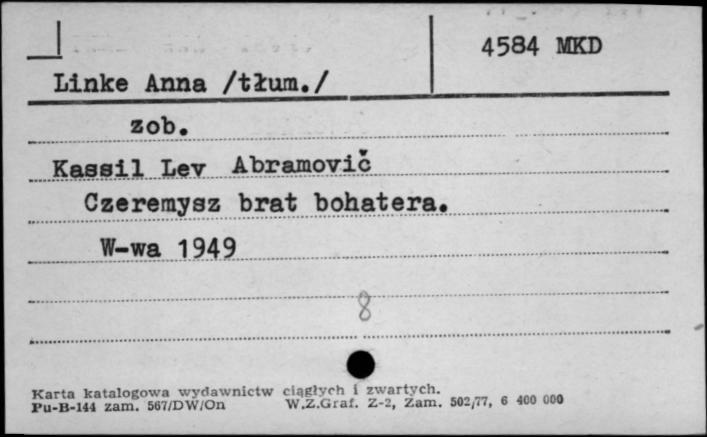 4584 MKD
Linke Anna /tłum./
zob.
Kassil Lev Abramovič
Czeremysz brat bohatera.
W-wa 1949
8
Karta katalogowa wydawnictw ciągłych i zwartych.
Pu-B-144 zam. 567/DW/On W.Z.Graf. Z-2, Zam. 502/77, 6 400 000